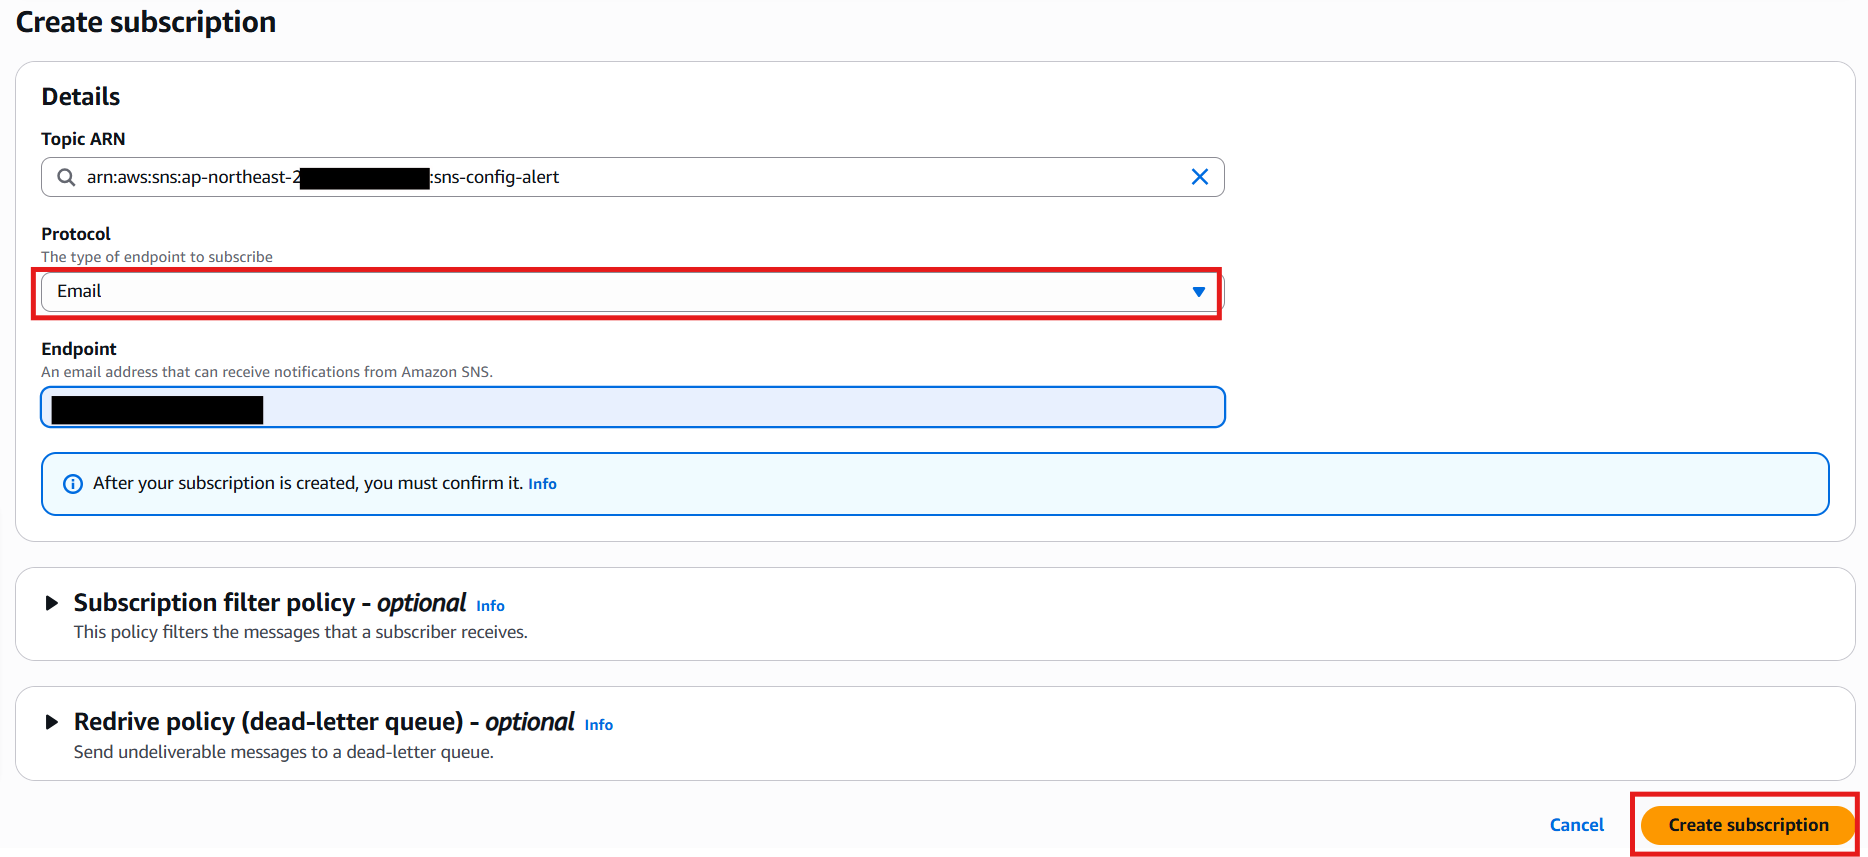 Create subscription
Details
Topic ARN
arn:aws:sns:ap-northeast-2 :sns-config-alert
Protocol
The type of endpoint to subscribe
Email
Endpoint
An email address that can receive notifications from Amazon SNS.
After your subscription is created, you must confirm it. Info
Subscription filter policy - optional Info
This policy filters the messages that a subscriber receives.
Redrive policy (dead-letter queue) - optional Info
Send undeliverable messages to a dead-letter queue.
Cancel Create subscription